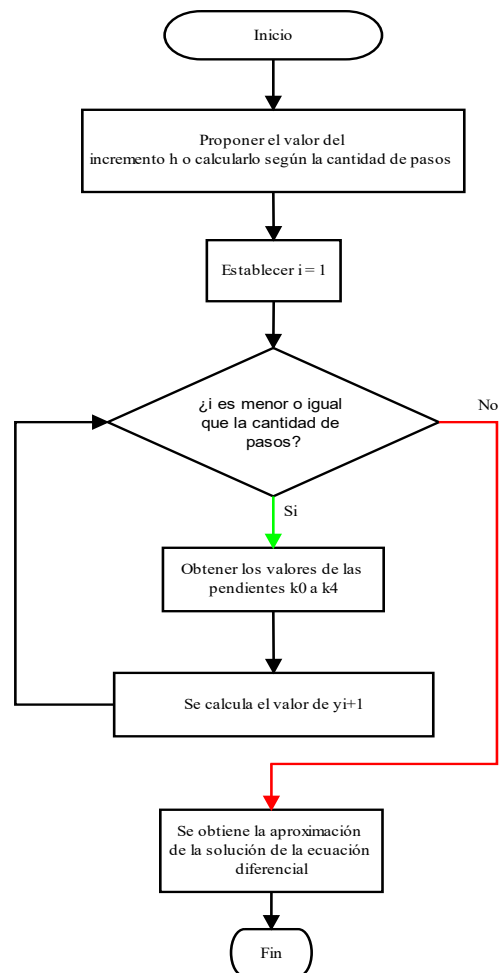 Inicio
Proponer el valor del
incremento h o calcularlo según la cantidad de pasos
Establecer i = 1
¿i es menor o igual
que la cantidad de
pasos?
No
Si
Obtener los valores de las
pendientes k0 a k4
Se calcula el valor de yi+1
Se obtiene la aproximación
de la solución de la ecuación
diferencial
Fin